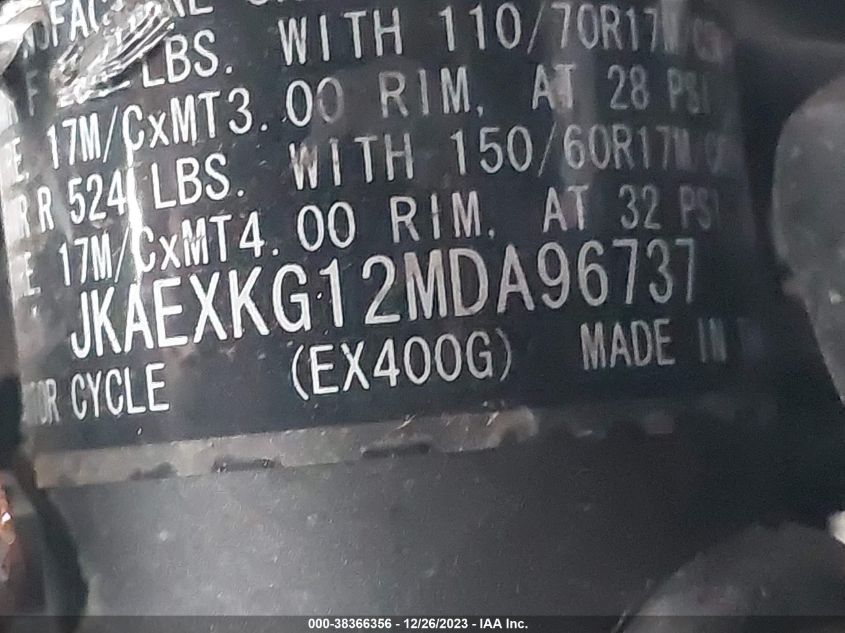 LBS. WITH 110/70R17M/C
17M/CxMT3.00 RIM, AT 28 PSI
R 524 LBS. WITH 150/60R17M/C
17M/CxMT4.00 RIM, AT 32 PSI
JKAEXKG12MDA96737
CYCLE (EX400G) MADE IN
000-38366356 - 12/26/2023 - IAA Inc.